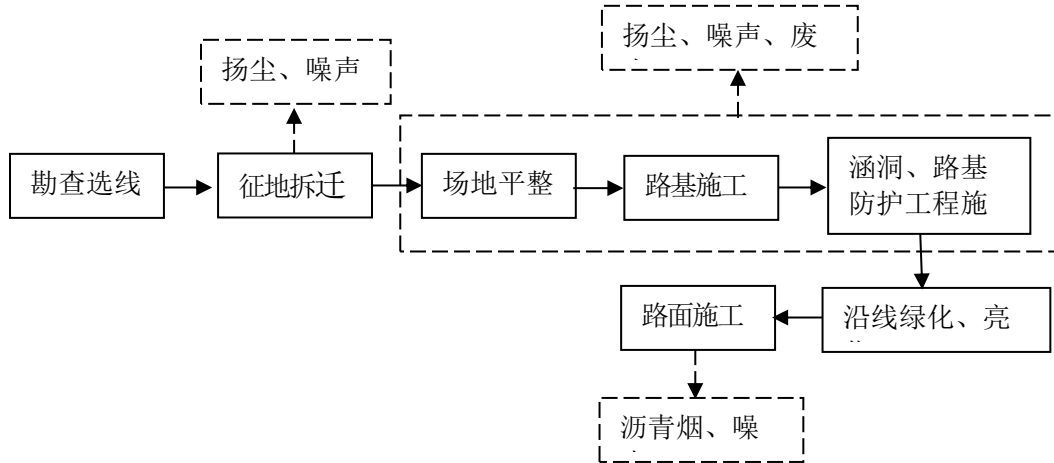 扬尘、噪声
扬尘、噪声、废
勘查选线
征地拆迁
场地平整
路基施工
涵洞、路基
防护工程施
路面施工
沿线绿化、亮
沥青烟、噪